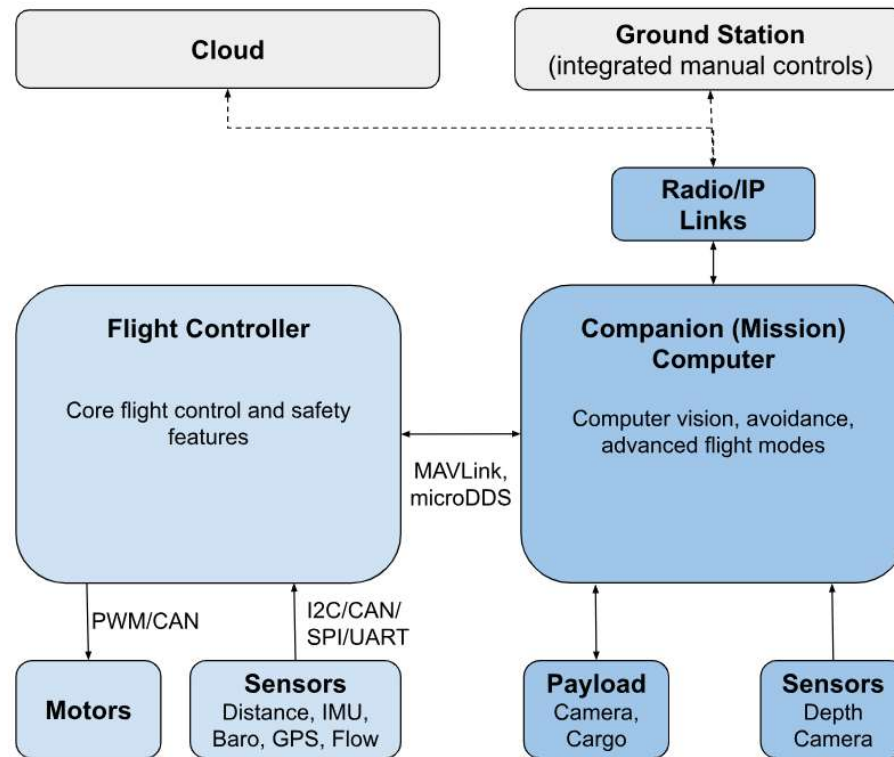 Cloud
Ground Station
(integrated manual controls)
Radio/IP
Links
Flight Controller
Core flight control and safety
features
Companion (Mission)
Computer
Computer vision, avoidance,
advanced flight modes
MAVLink,
microDDS
PWM/CAN
I2C/CAN/
SPI/UART
Motors
Sensors
Distance, IMU,
Baro, GPS, Flow
Payload
Camera,
Cargo
Sensors
Depth
Camera